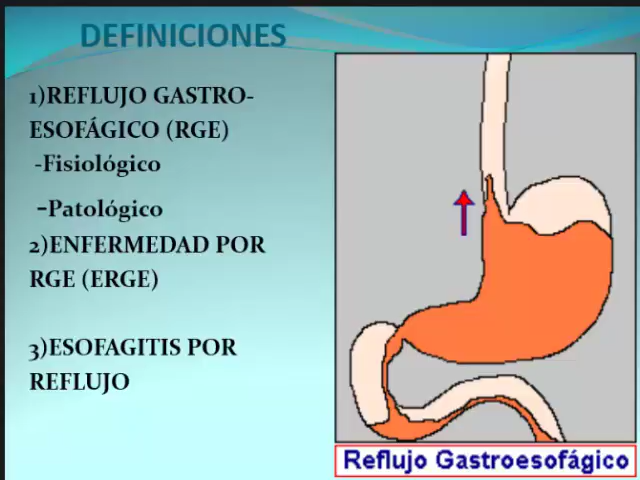 DEFINICIONES
1)REFLUJO GASTRO-
ESOFÁGICO (RGE)
-Fisiológico
-Patológico
2)ENFERMEDAD POR
RGE (ERGE)
3)ESOFAGITIS POR
REFLUJO
Reflujo Gastroesofágico